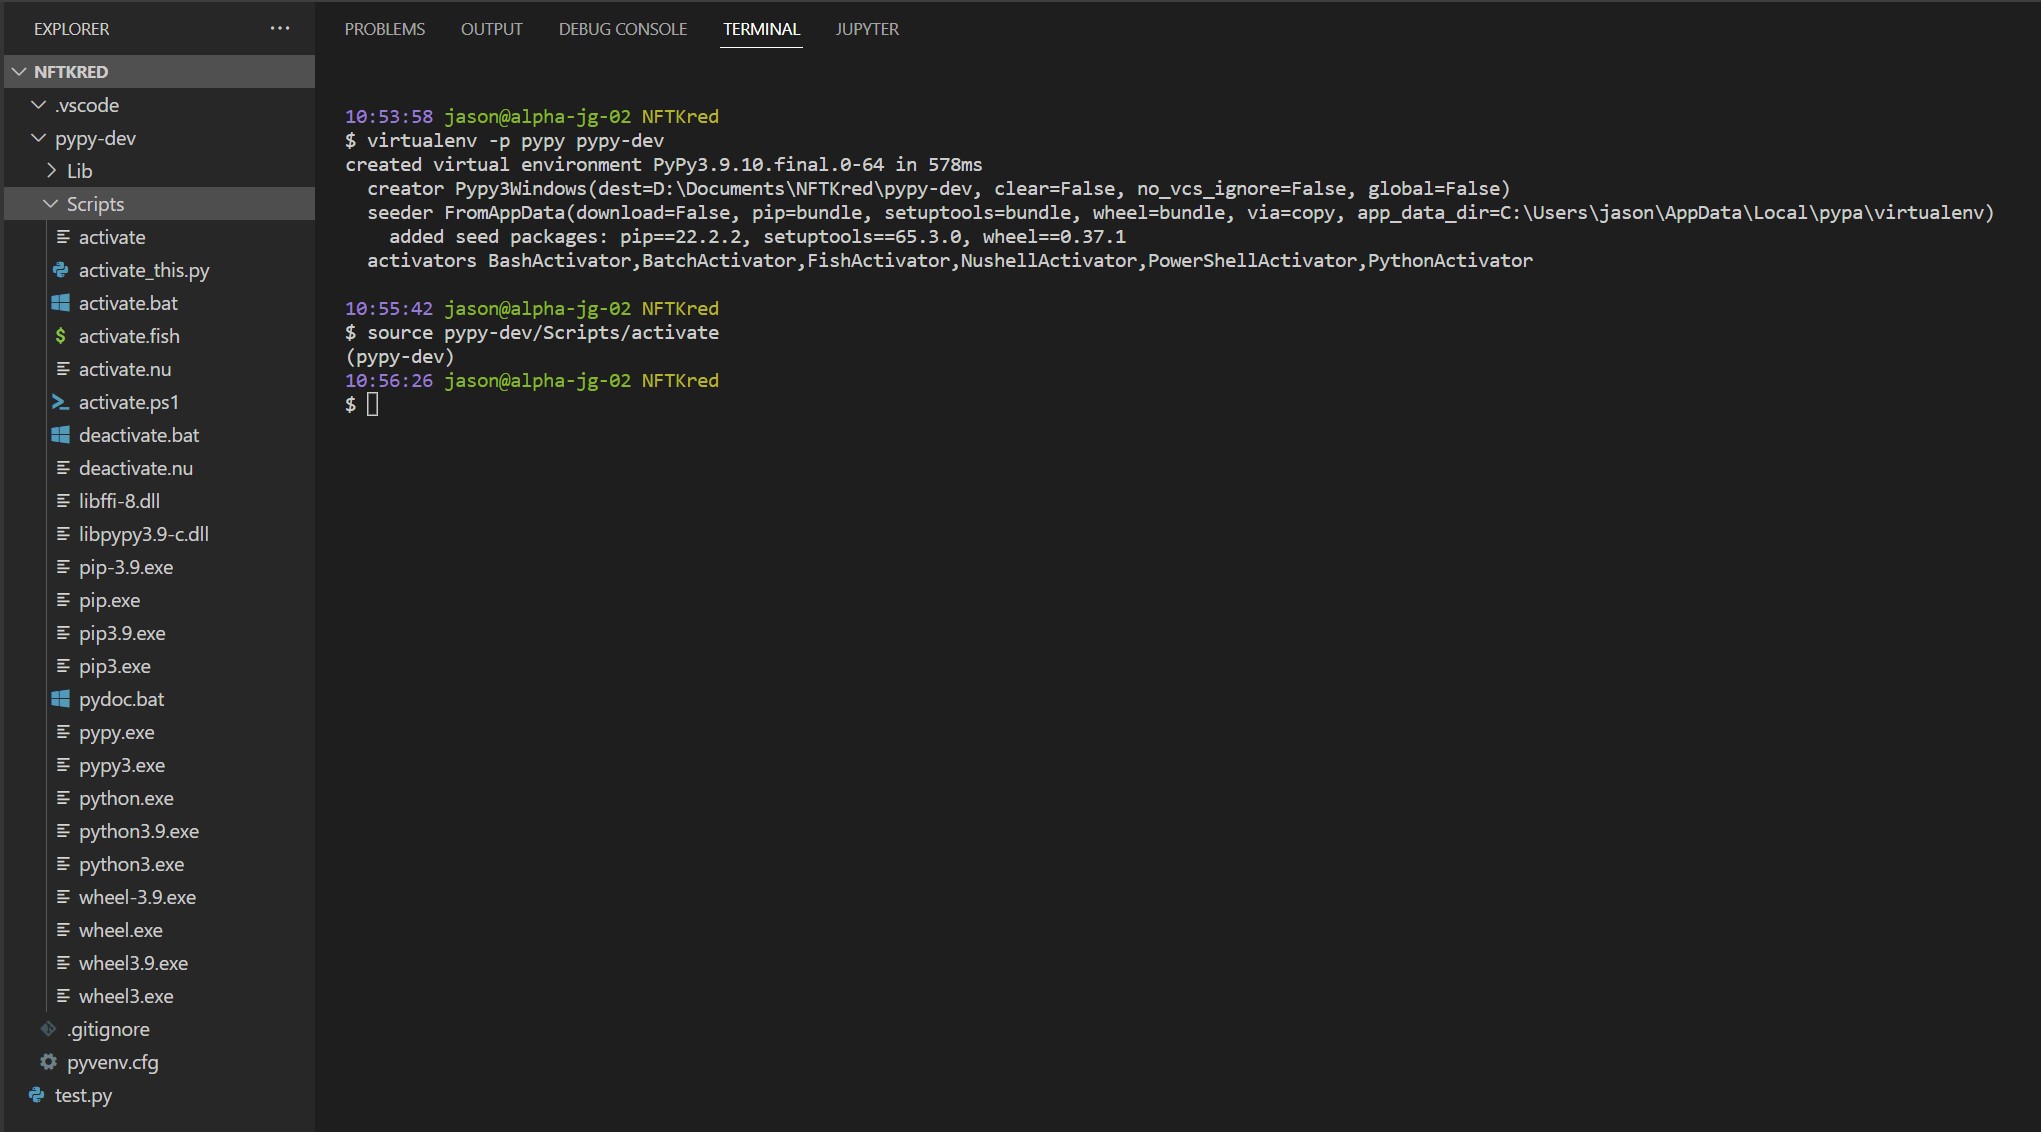 EXPLORER
NFTKRED
.vscode
pypy-dev
Lib
Scripts
activate
activate_this.py
activate.bat
activate.fish
activate.nu
activate.ps1
deactivate.bat
deactivate.nu
libffi-8.dll
libpypy3.9-c.dll
pip-3.9.exe
pip.exe
pip3.9.exe
pip3.exe
pydoc.bat
pypy.exe
pypy3.exe
python.exe
python3.9.exe
python3.exe
wheel-3.9.exe
wheel.exe
wheel3.9.exe
wheel3.exe
.gitignore
pyvenv.cfg
test.py
PROBLEMS OUTPUT DEBUG CONSOLE TERMINAL JUPYTER
10:53:58 jason@alpha-jg-02 NFTKred
$ virtualenv -p pypy pypy-dev
created virtual environment PyPy3.9.10.final.0-64 in 578ms
  creator Pypy3Windows(dest=D:\Documents\NFTKred\pypy-dev, clear=False, no_vcs_ignore=False, global=False)
  seeder FromAppData(download=False, pip=bundle, setuptools=bundle, wheel=bundle, via=copy, app_data_dir=C:\Users\jason\AppData\Local\pypa\virtualenv)
    added seed packages: pip==22.2.2, setuptools==65.3.0, wheel==0.37.1
  activators BashActivator,BatchActivator,FishActivator,NushellActivator,PowerShellActivator,PythonActivator
10:55:42 jason@alpha-jg-02 NFTKred
$ source pypy-dev/Scripts/activate
(pypy-dev)
10:56:26 jason@alpha-jg-02 NFTKred
$